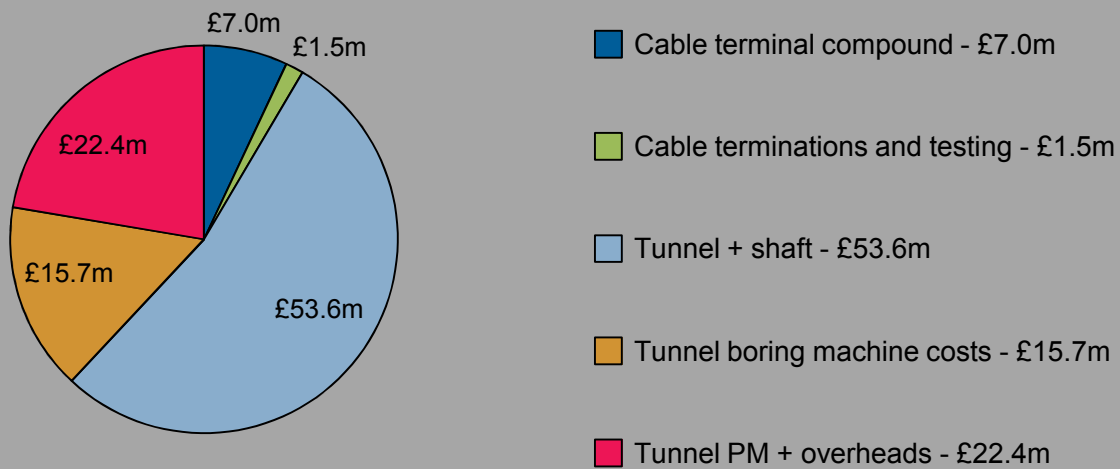 £7.0m
£1.5m
£22.4m
£15.7m
£53.6m
Cable terminal compound - £7.0m
Cable terminations and testing - £1.5m
Tunnel + shaft - £53.6m
Tunnel boring machine costs - £15.7m
Tunnel PM + overheads - £22.4m